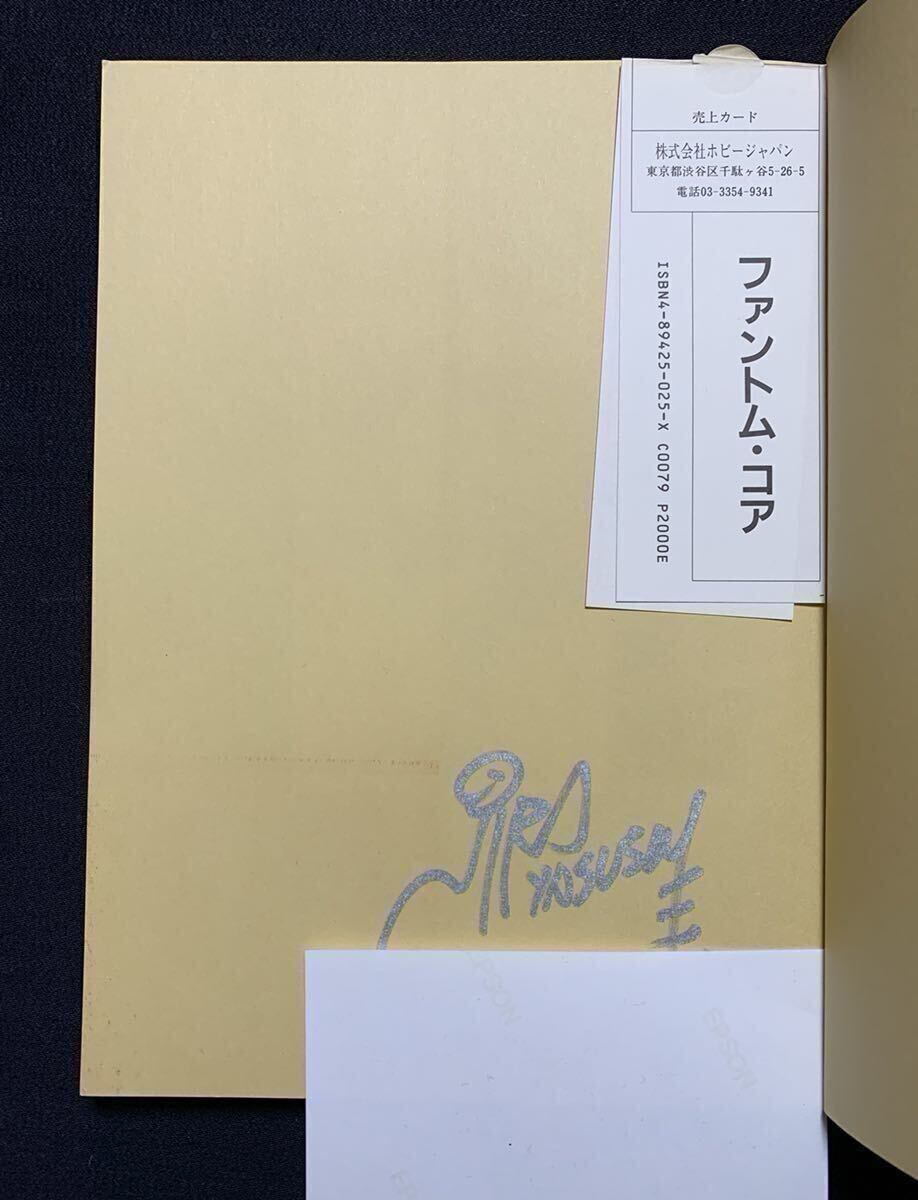 売上カード
株式会社ホビージャパン
東京都渋谷区千駄ヶ谷5-26-5
電話03-3354-9341
ファントム・コア
ISBN4-89425-025-X C0079 P2000E
EPSON
EPSON
EPSON